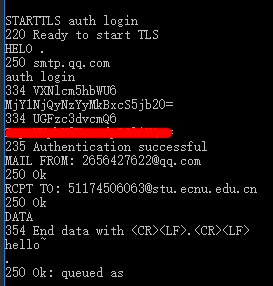 STARTTLS auth login
220 Ready to start TLS
HELO .
250 smtp.qq.com
auth login
334 VXNlcm5hbWU6
MjY1NjQyNzYyMkBxcS5jb20=
334 UGFzc3dvcmQ6
235 Authentication successful
MAIL FROM: 2656427622@qq.com
250 Ok
RCPT TO: 51174506063@stu.ecnu.edu.cn
250 Ok
DATA
354 End data with <CR><LF>.<CR><LF>
hello~
.
250 Ok: queued as